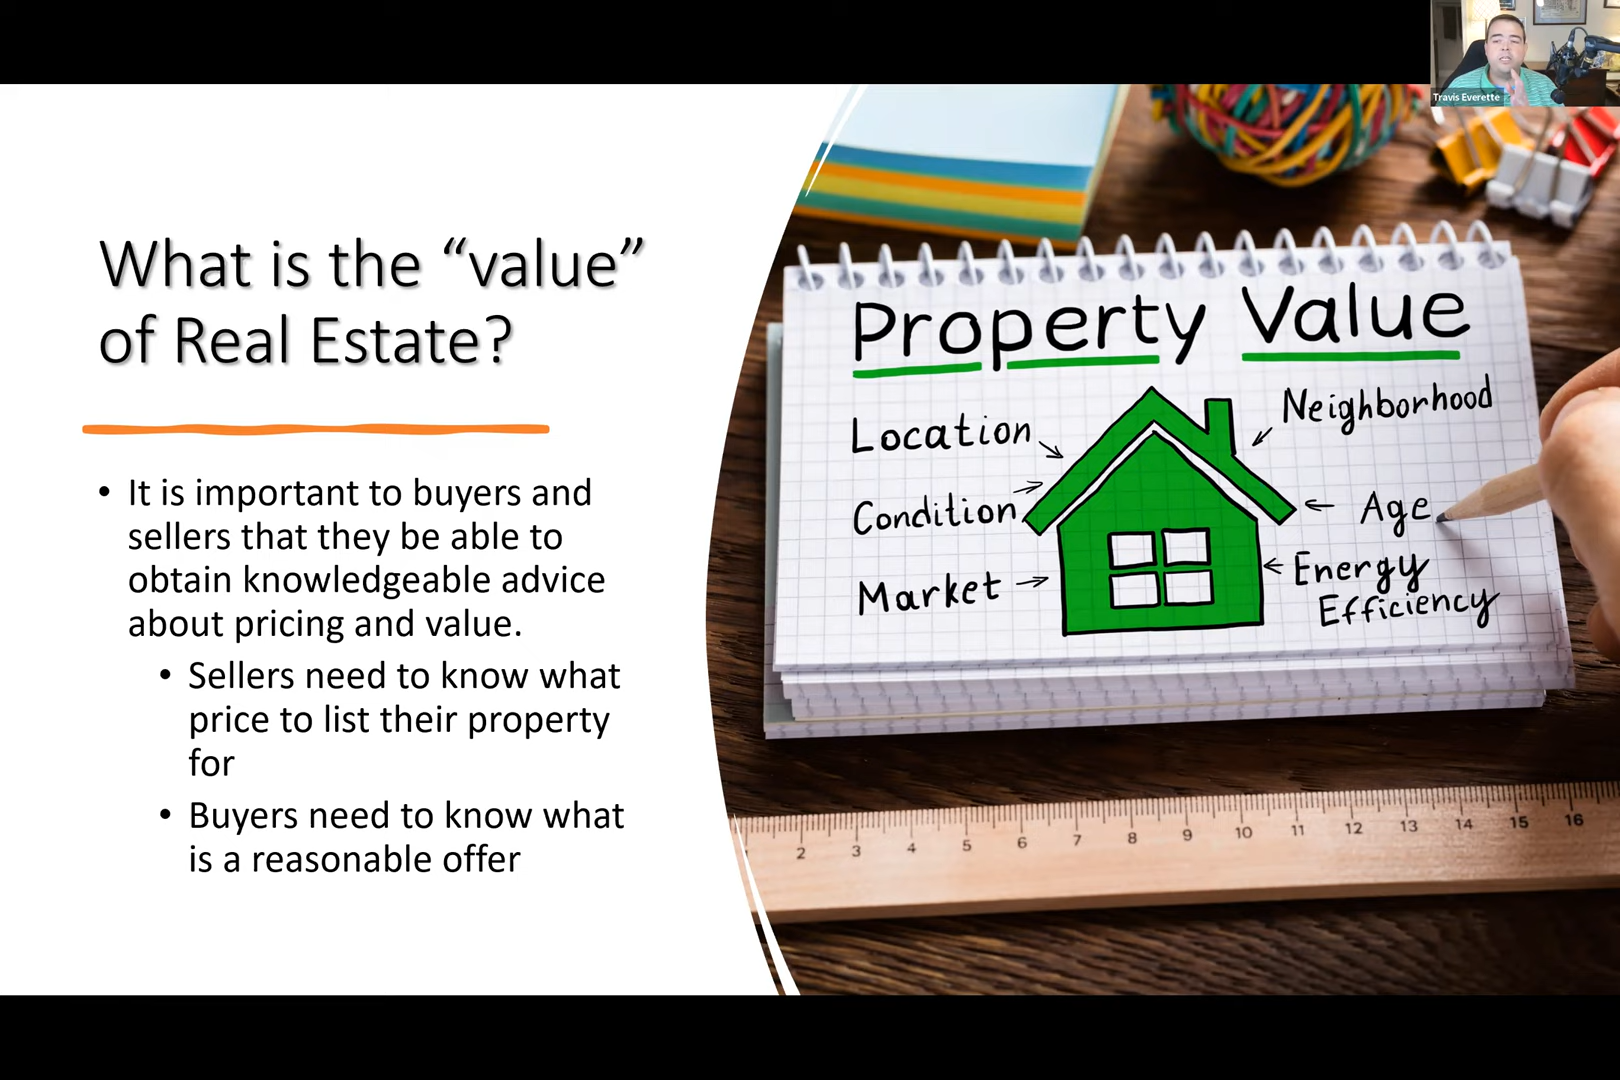 Travis Everette
What is the “value”
of Real Estate?
• It is important to buyers and
sellers that they be able to
obtain knowledgeable advice
about pricing and value.
• Sellers need to know what
price to list their property
for
• Buyers need to know what
is a reasonable offer
Property Value
Location
Neighborhood
Condition
Age
Market
Energy
Efficiency
2 3 4 5 6 7 8 9 10 11 12 13 14 15 16